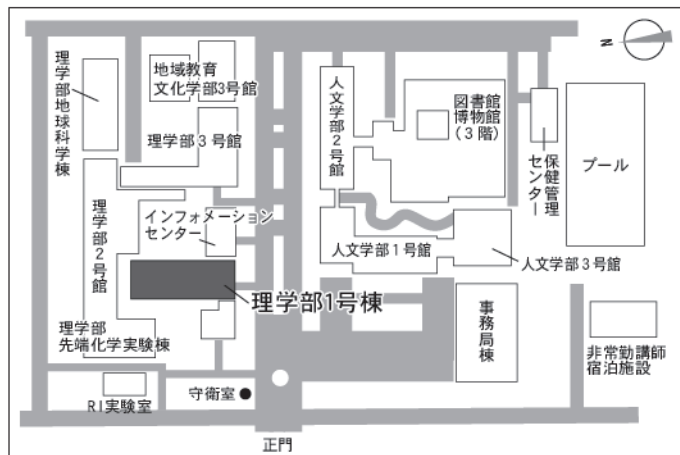 理学部地球科学棟
地域教育
文化学部3号館
理学部3号館
人文学部2号館
図書館
博物館
(3階)
保健管理
センター
プール
N
理学部2号館
インフォメーション
センター
人文学部1号館
人文学部3号館
理学部1号棟
理学部
先端化学実験棟
事務局棟
非常勤講師
宿泊施設
RI実験室
守衛室
正門